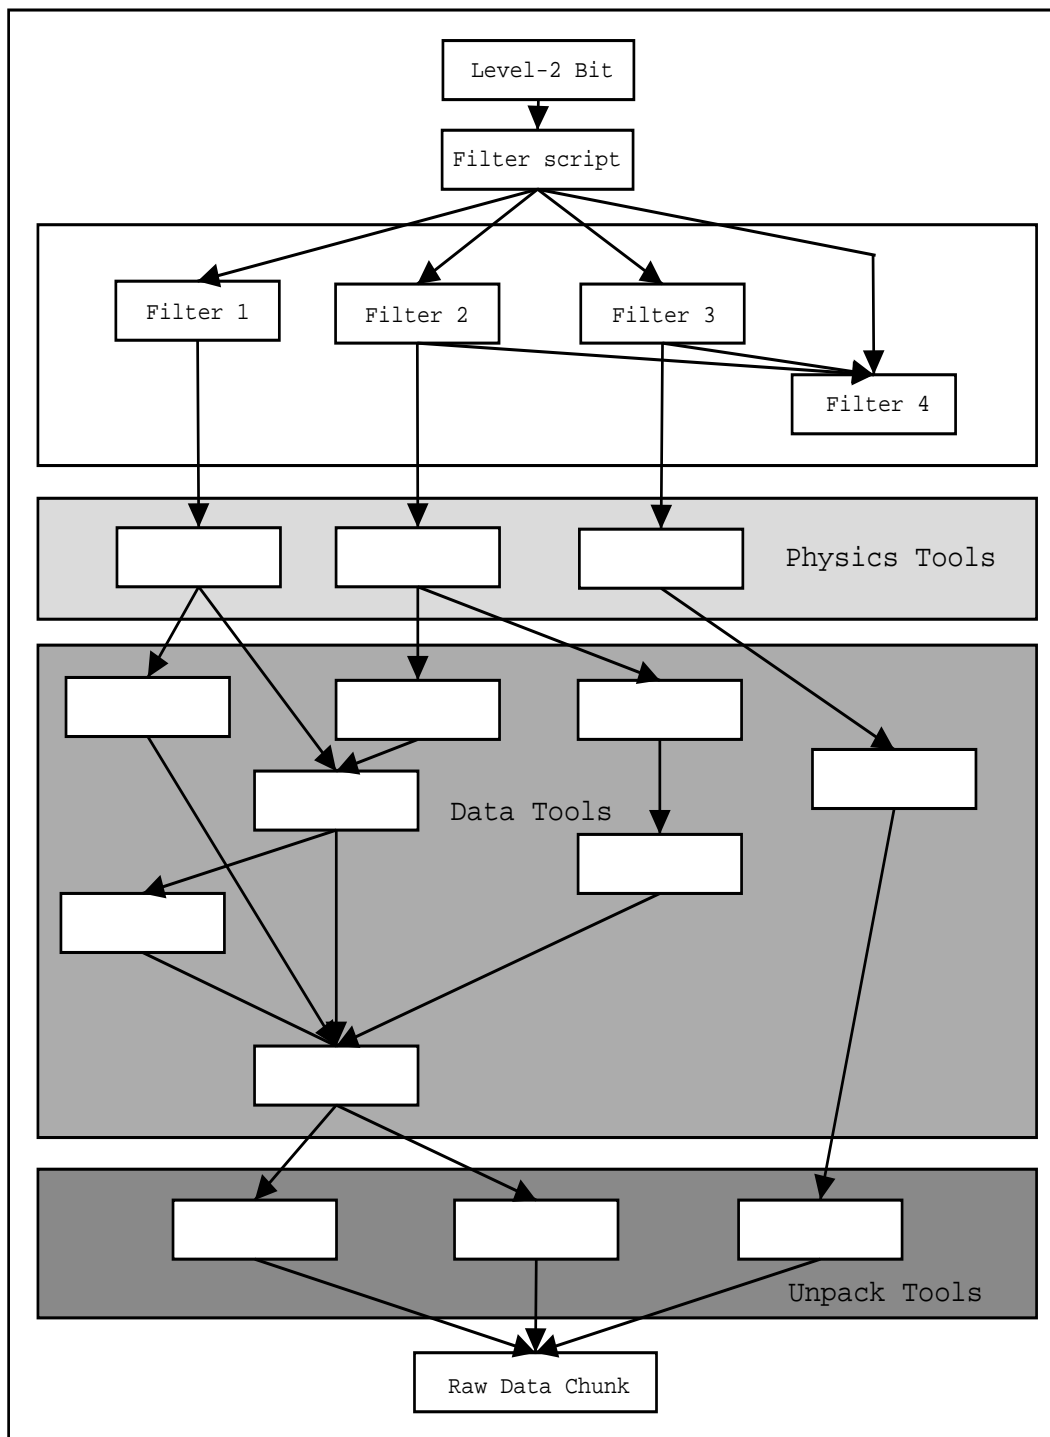 Level-2 Bit
Filter script
Filter 1
Filter 2
Filter 3
Filter 4
Physics Tools
Data Tools
Unpack Tools
Raw Data Chunk